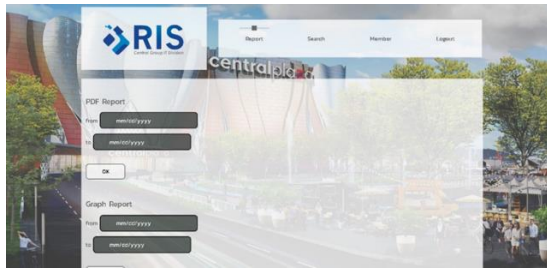 RIS
Central Group IT Division
Report Search Member Logout
centralplaza
PDF Report
from mm/dd/yyyy
to mm/dd/yyyy
OK
Graph Report
from mm/dd/yyyy
to mm/dd/yyyy